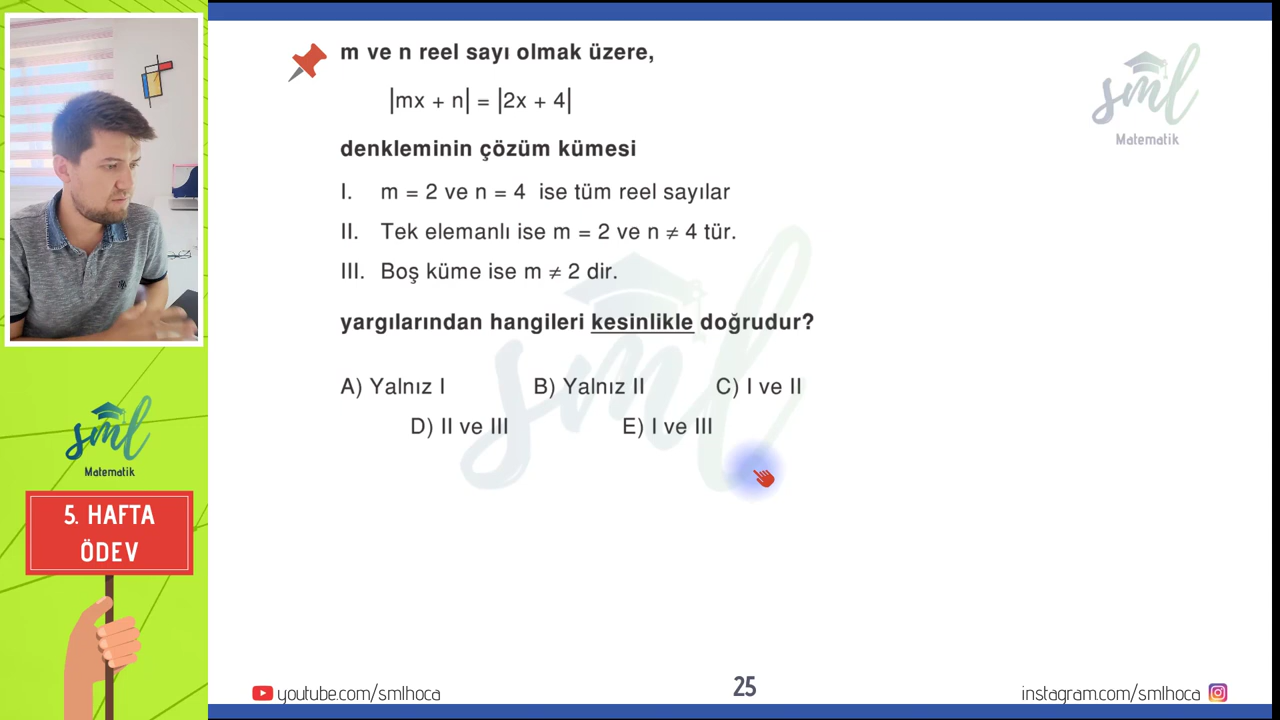 m ve n reel sayı olmak üzere,
|mx + n| = |2x + 4|
denkleminin çözüm kümesi
I. m = 2 ve n = 4 ise tüm reel sayılar
II. Tek elemanlı ise m = 2 ve n ≠ 4 tür.
III. Boş küme ise m ≠ 2 dir.
yargılarından hangileri kesinlikle doğrudur?
A) Yalnız I B) Yalnız II C) I ve II
D) II ve III E) I ve III
sml
Matematik
sml
sml
Matematik
5. HAFTA
ÖDEV
youtube.com/smlhoca
25
instagram.com/smlhoca